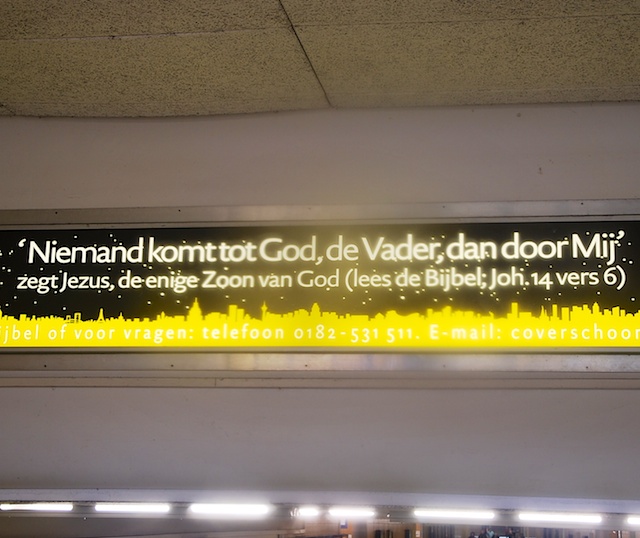 ‘Niemand komt tot God, de Vader, dan door Mij’
zegt Jezus, de enige Zoon van God (lees de Bijbel; Joh. 14 vers 6)
ijbel of voor vragen: telefoon 0182-531 511. E-mail: coverschoor